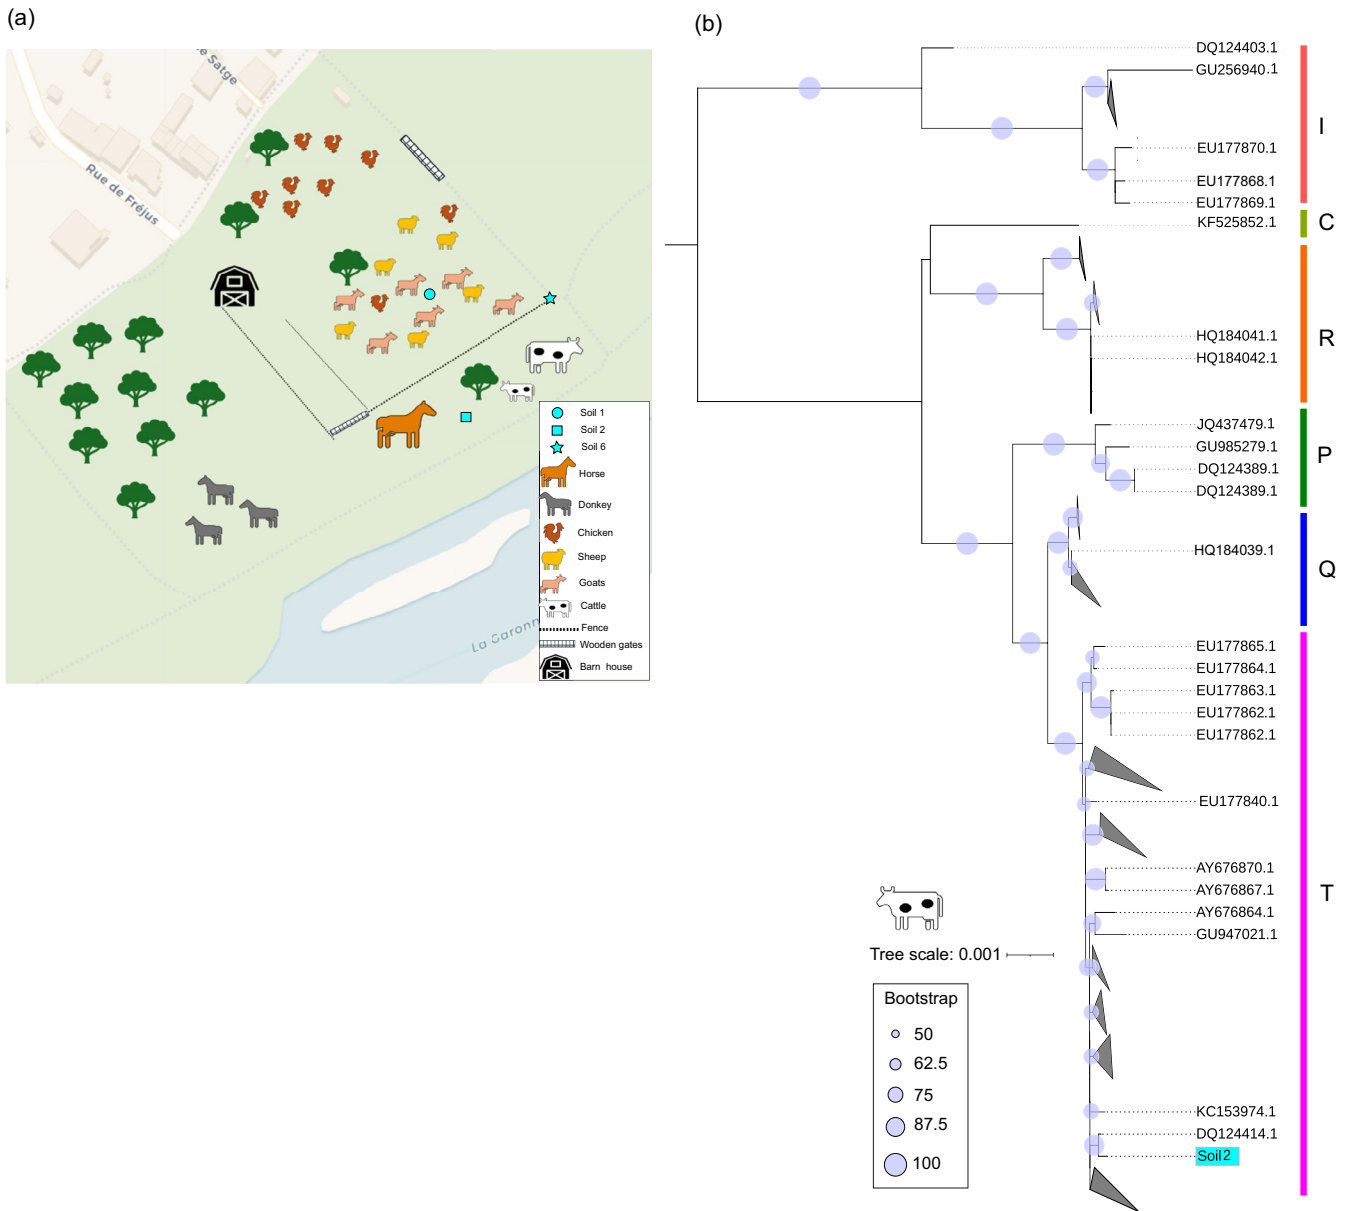 (a)
(b)
Satge
Rue de Fréjus
La Garonn
Soil 1
Soil 2
Soil 6
Horse
Donkey
Chicken
Sheep
Goats
Cattle
Fence
Wooden gates
Barn house
DQ124403.1
GU256940.1
EU177870.1
EU177868.1
EU177869.1
I
KF525852.1
C
HQ184041.1
HQ184042.1
R
JQ437479.1
GU985279.1
DQ124389.1
DQ124389.1
P
HQ184039.1
Q
EU177865.1
EU177864.1
EU177863.1
EU177862.1
EU177862.1
EU177840.1
AY676870.1
AY676867.1
AY676864.1
GU947021.1
T
KC153974.1
DQ124414.1
Soil2
Tree scale: 0.001
Bootstrap
50
62.5
75
87.5
100